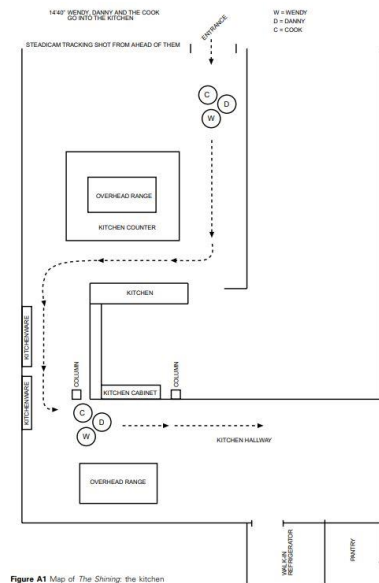 14'40" WENDY, DANNY AND THE COOK
GO INTO THE KITCHEN
W = WENDY
D = DANNY
C = COOK
STEADICAM TRACKING SHOT FROM AHEAD OF THEM
ENTRANCE
C
D
W
OVERHEAD RANGE
KITCHEN COUNTER
KITCHEN
KITCHENWARE
KITCHENWARE
COLUMN
COLUMN
KITCHEN CABINET
C
D
W
KITCHEN HALLWAY
OVERHEAD RANGE
WALK-IN
REFRIGERATOR
PANTRY
Figure A1 Map of The Shining: the kitchen